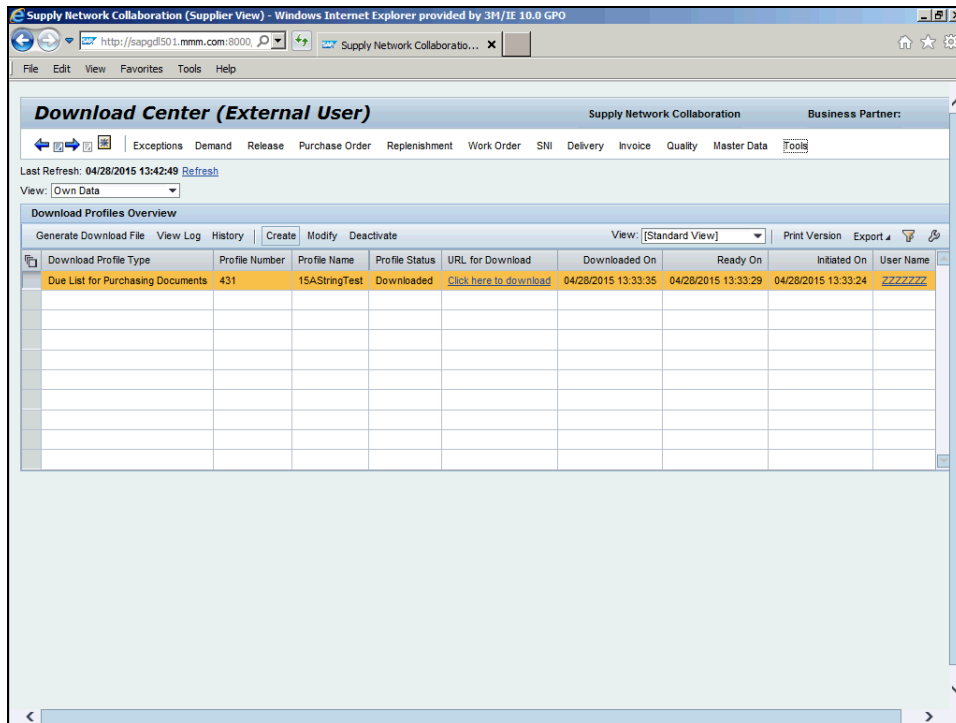 Supply Network Collaboration (Supplier View) - Windows Internet Explorer provided by 3M/IE 10.0 GPO
http://sapgdl501.mmm.com:8000, Supply Network Collaboratio...
File Edit View Favorites Tools Help
Download Center (External User) Supply Network Collaboration Business Partner:
Exceptions Demand Release Purchase Order Replenishment Work Order SNI Delivery Invoice Quality Master Data Tools
Last Refresh: 04/28/2015 13:42:49 Refresh
View: Own Data
Download Profiles Overview
Generate Download File View Log History Create Modify Deactivate View: [Standard View] Print Version Export
Download Profile Type Profile Number Profile Name Profile Status URL for Download Downloaded On Ready On Initiated On User Name
Due List for Purchasing Documents 431 15AStringTest Downloaded Click here to download 04/28/2015 13:33:35 04/28/2015 13:33:29 04/28/2015 13:33:24 ZZZZZZZ